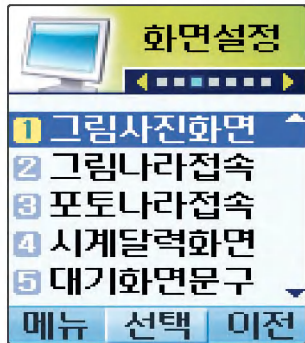 화면설정
1 그림사진화면
2 그림나라접속
3 포토나라접속
4 시계달력화면
5 대기화면문구
메뉴 선택 이전